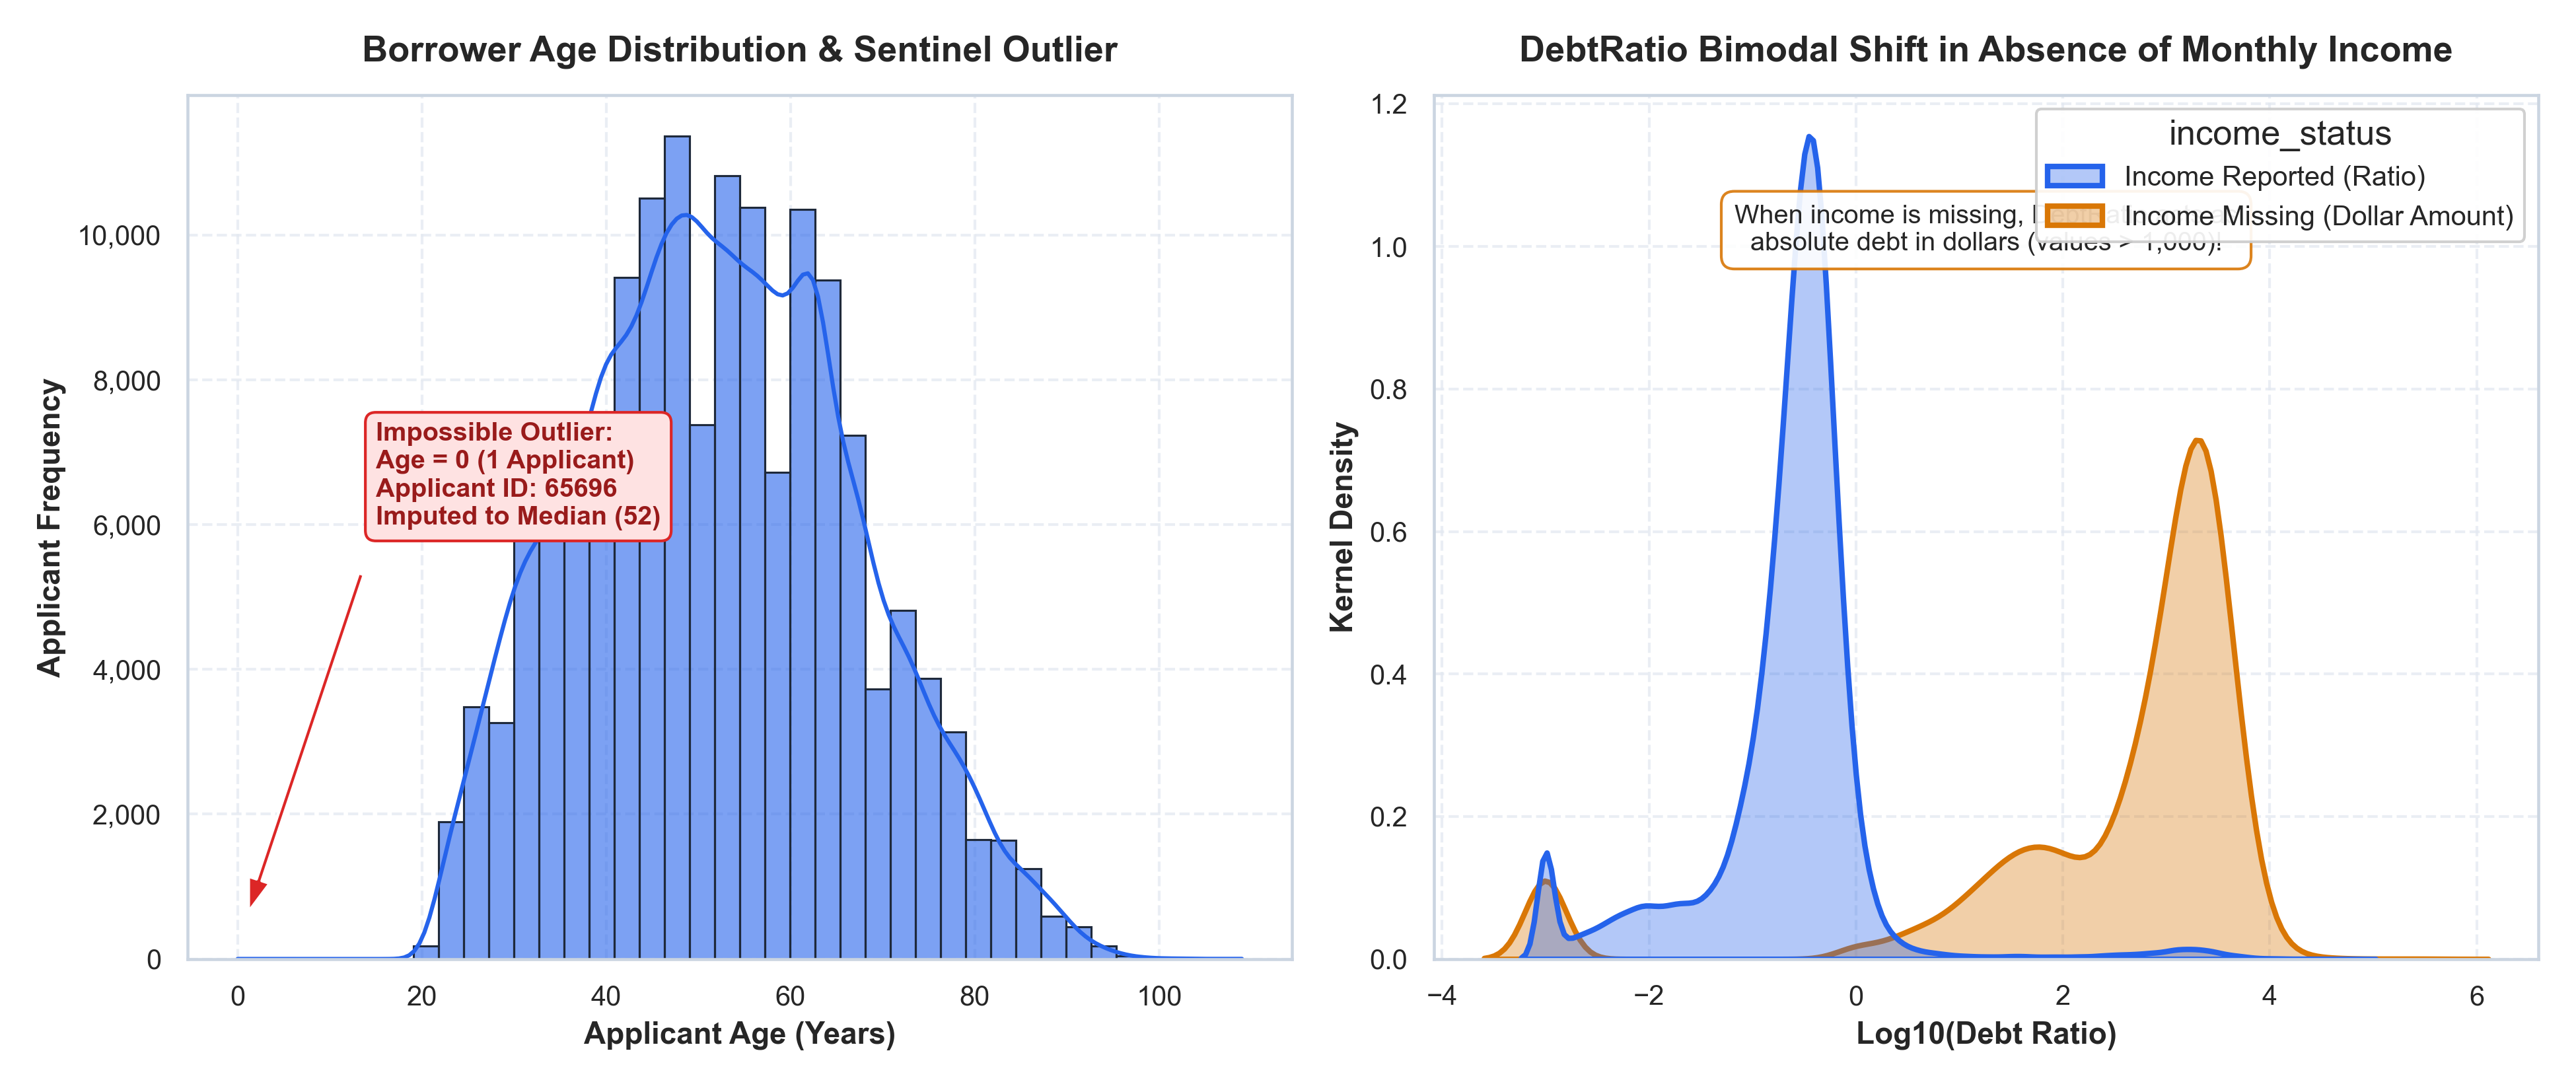 Borrower Age Distribution & Sentinel Outlier
Applicant Frequency
10,000
8,000
6,000
4,000
2,000
0
Impossible Outlier:
Age = 0 (1 Applicant)
Applicant ID: 65696
Imputed to Median (52)
0 20 40 60 80 100
Applicant Age (Years)
DebtRatio Bimodal Shift in Absence of Monthly Income
Kernel Density
1.2
1.0
0.8
0.6
0.4
0.2
0.0
income_status
Income Reported (Ratio)
Income Missing (Dollar Amount)
When income is missing,
absolute debt in dollars (values > 1,000)!
−4 −2 0 2 4 6
Log10(Debt Ratio)